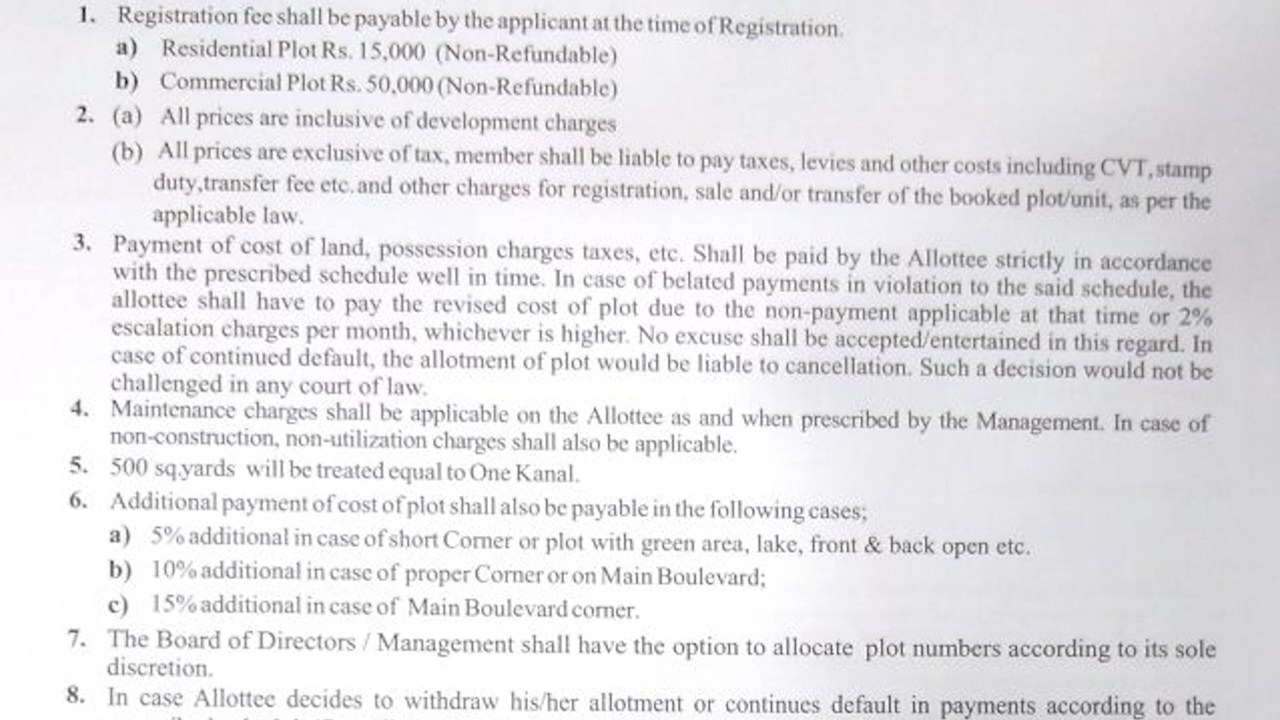 1. Registration fee shall be payable by the applicant at the time of Registration.
a) Residential Plot Rs. 15,000 (Non-Refundable)
b) Commercial Plot Rs. 50,000 (Non-Refundable)
2. (a) All prices are inclusive of development charges
(b) All prices are exclusive of tax, member shall be liable to pay taxes, levies and other costs including CVT, stamp
duty,transfer fee etc. and other charges for registration, sale and/or transfer of the booked plot/unit, as per the
applicable law.
3. Payment of cost of land, possession charges taxes, etc. Shall be paid by the Allottee strictly in accordance
with the prescribed schedule well in time. In case of belated payments in violation to the said schedule, the
allottee shall have to pay the revised cost of plot due to the non-payment applicable at that time or 2%
escalation charges per month, whichever is higher. No excuse shall be accepted/entertained in this regard. In
case of continued default, the allotment of plot would be liable to cancellation. Such a decision would not be
challenged in any court of law.
4. Maintenance charges shall be applicable on the Allottee as and when prescribed by the Management. In case of
non-construction, non-utilization charges shall also be applicable.
5. 500 sq.yards will be treated equal to One Kanal.
6. Additional payment of cost of plot shall also be payable in the following cases;
a) 5% additional in case of short Corner or plot with green area, lake, front & back open etc.
b) 10% additional in case of proper Corner or on Main Boulevard;
c) 15% additional in case of Main Boulevard corner.
7. The Board of Directors / Management shall have the option to allocate plot numbers according to its sole
discretion.
8. In case Allottee decides to withdraw his/her allotment or continues default in payments according to the